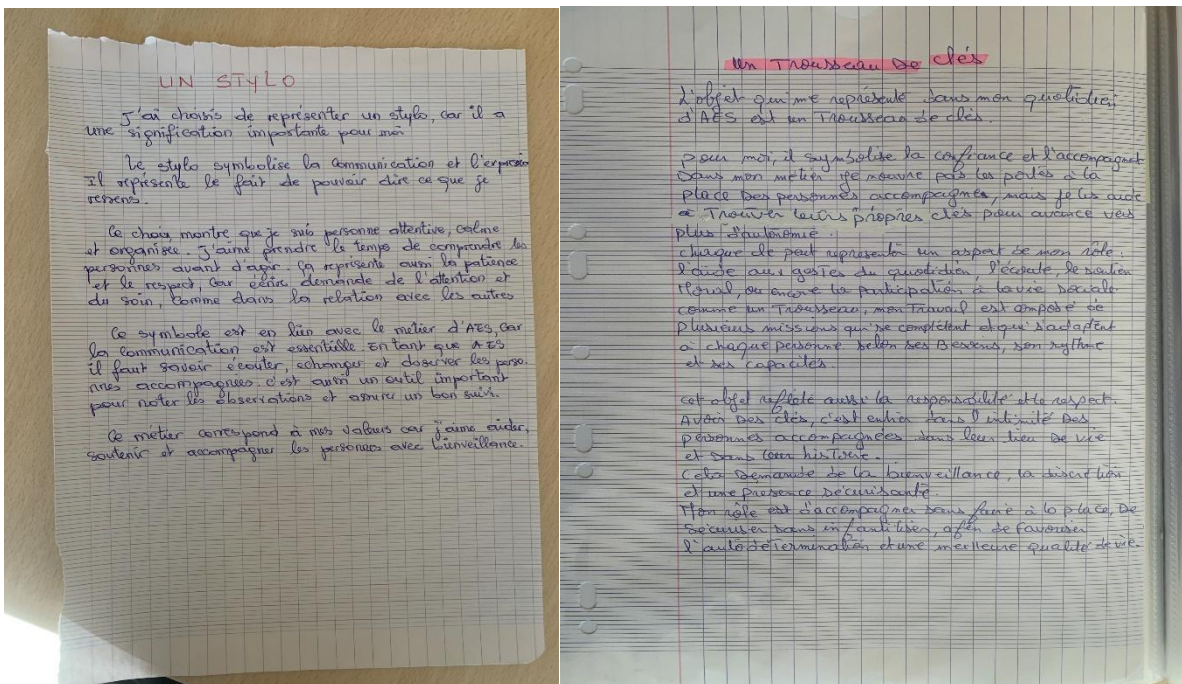 UN STYLO
J'ai choisis de représenter un stylo, car il a
une signification importante pour moi
Le stylo symbolise la communication et l'expression
Il représente le fait de pouvoir dire ce que je
ressens.
Ce choix montre que je suis personne attentive, calme
et organisée. J'aime prendre le temps de comprendre les
personnes avant d'agir. Ça représente aussi la patience
et le respect, car écrire demande de l'attention et
du soin, comme dans la relation avec les autres
Ce symbole est en lien avec le metier d'AES, car
la communication est essentielle. En tant que AES
il faut savoir écouter, echanger et observer les perso-
nnes accompagnées. c'est aussi un outil important
pour noter les observations et assurer un bon suivi.
Ce métier correspond à mes valeurs car j'aime aider,
soutenir et accompagner les personnes avec bienveillance.
Un Trousseau De clés
L'objet qui me représente dans mon quotidien
d'AES est un Trousseau de clés.
pour moi, il symbolise la confiance et l'accompagnet
Dans mon métier je n'ouvre pas les portes à la
place Des personnes accompagnés, mais je les aide
à Trouver leurs propres clés pour avance vers
plus d'autonomie.
chaque cle peut representer un aspect de mon rôle :
l'aide aux gestes du quotidien, l'écoute, le soutien
Moral, ou encore la participation à la vie sociale
comme un Trousseau, mon Travail est composé de
plusieurs missions qui se complètent et qui s'adaptent
à chaque personne selon ses Besoins, son rythme
et ses capacités.
cet objet reflète aussi la responsabilité et le respect.
Avoir Des clés, c'est entrer dans l'intimité Des
personnes accompagnées dans leur lieu De vie
et Dans leur histoire.
Cela Demande de la bienveillance, la discretion
et une presence sécurisante.
Mon rôle est d'accompagner sans faire à la place, De
sécuriser sans infantiliser, afin de favoriser
l'autodétermination et une meilleure qualité de vie.